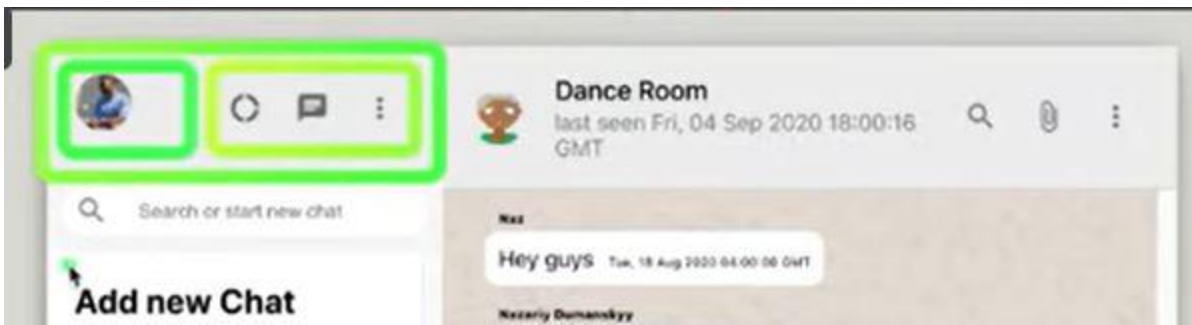 Dance Room
last seen Fri, 04 Sep 2020 18:00:16
GMT
Search or start new chat
Naz
Hey guys Tue, 18 Aug 2020 04:00:00 GMT
Add new Chat
Nazariy Dumanskyy